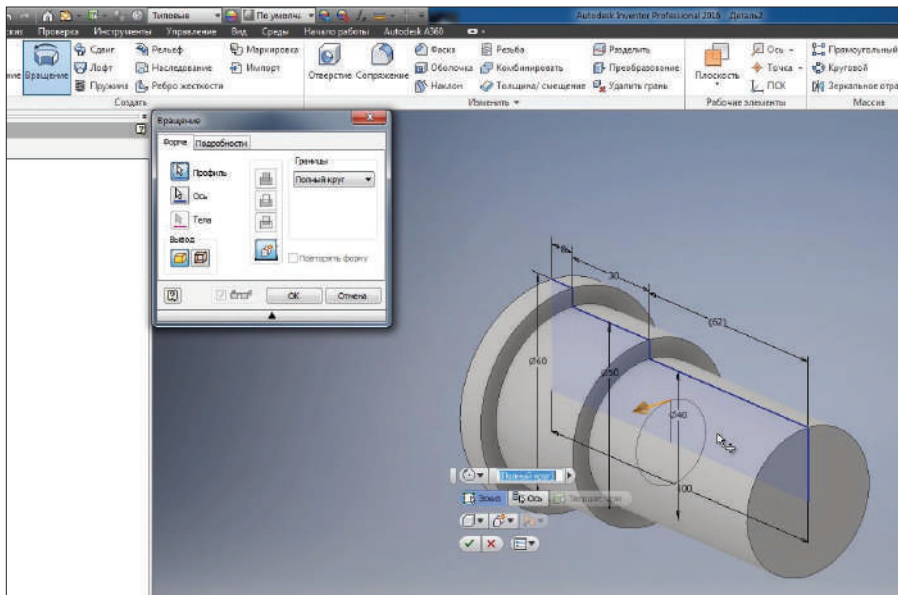 Типовые По умолч Autodesk Inventor Professional 2016 Деталь2
Проверка Инструменты Управление Вид Среды Начало работы Autodesk A360
Сдвиг Рельеф Маркировка Фаска Резьба Разделить Ось Прямоугольный
Вращение Лофт Наследование Импорт Отверстие Сопряжение Оболочка Комбинировать Преобразование Плоскость Точка Круговой
Пружина Ребро жесткости Наклон Толщина/ смещение Удалить грань ПСК Зеркальное отра
Создать Изменить Рабочие элементы Массив
Вращение
Форма Подробности
Границы
Профиль
Полный круг
Ось
Тела
Вывод
Повторять форму
OK Отмена
8
30
(62)
Ø60
Ø50
Ø40
100
Полный круг
Эскиз Ось